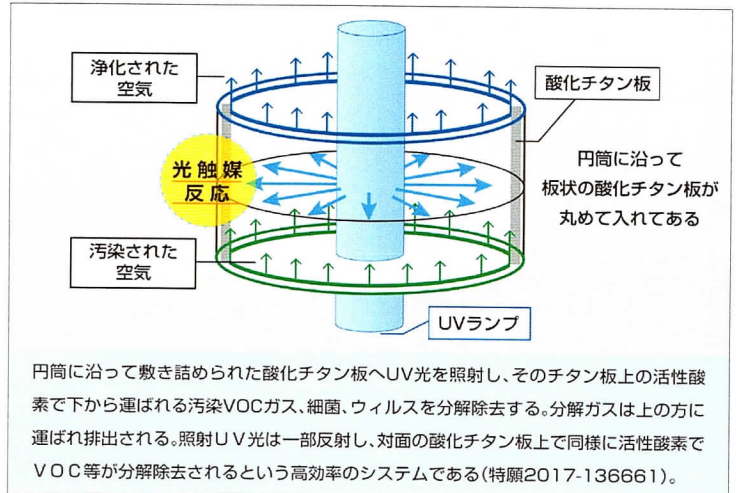 浄化された
空気
酸化チタン板
光触媒
反応
円筒に沿って
板状の酸化チタン板が
丸めて入れてある
汚染された
空気
UVランプ
円筒に沿って敷き詰められた酸化チタン板へUV光を照射し、そのチタン板上の活性酸
素で下から運ばれる汚染VOCガス、細菌、ウィルスを分解除去する。分解ガスは上の方に
運ばれ排出される。照射UV光は一部反射し、対面の酸化チタン板上で同様に活性酸素で
VOC等が分解除去されるという高効率のシステムである(特願2017-136661)。